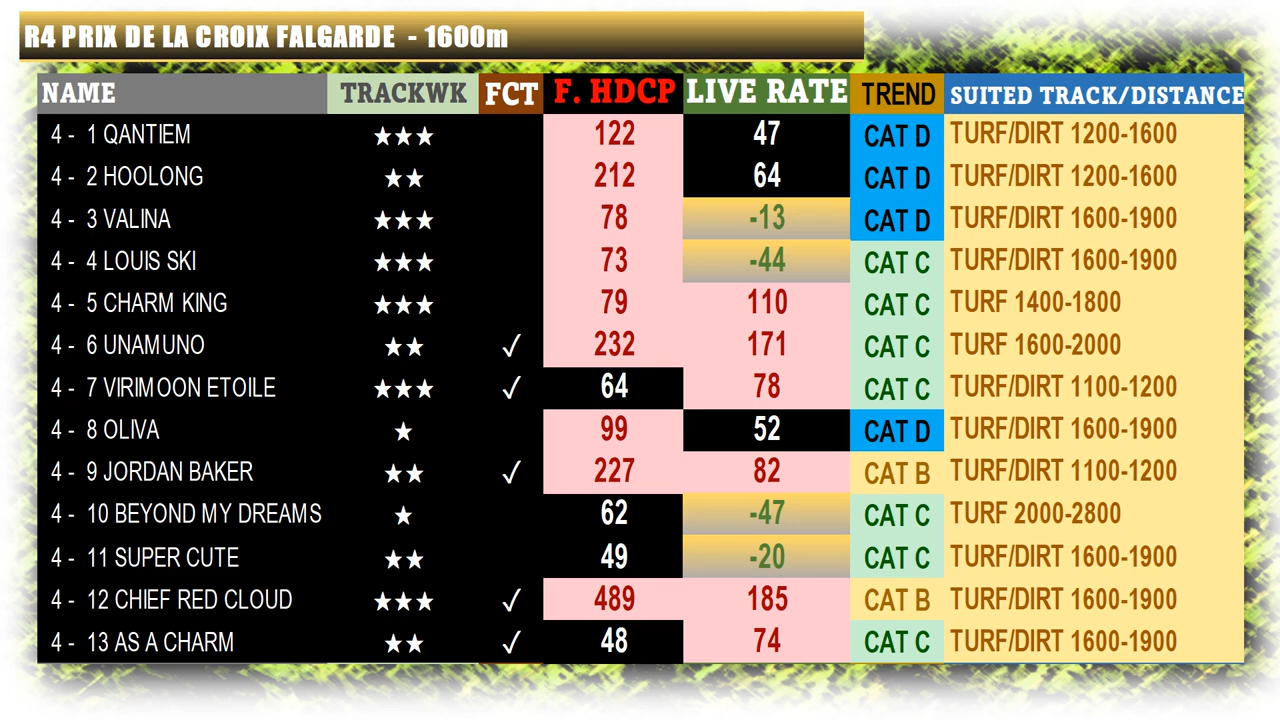 R4 PRIX DE LA CROIX FALGARDE - 1600m
NAME TRACKWK FCT F. HDCP LIVE RATE TREND SUITED TRACK/DISTANCE
4 - 1 QANTIEM ★★★ 122 47 CAT D TURF/DIRT 1200-1600
4 - 2 HOOLONG ★★ 212 64 CAT D TURF/DIRT 1200-1600
4 - 3 VALINA ★★★ 78 -13 CAT D TURF/DIRT 1600-1900
4 - 4 LOUIS SKI ★★★ 73 -44 CAT C TURF/DIRT 1600-1900
4 - 5 CHARM KING ★★★ 79 110 CAT C TURF 1400-1800
4 - 6 UNAMUNO ★★ ✓ 232 171 CAT C TURF 1600-2000
4 - 7 VIRIMOON ETOILE ★★★ ✓ 64 78 CAT C TURF/DIRT 1100-1200
4 - 8 OLIVA ★ 99 52 CAT D TURF/DIRT 1600-1900
4 - 9 JORDAN BAKER ★★ ✓ 227 82 CAT B TURF/DIRT 1100-1200
4 - 10 BEYOND MY DREAMS ★ 62 -47 CAT C TURF 2000-2800
4 - 11 SUPER CUTE ★★ 49 -20 CAT C TURF/DIRT 1600-1900
4 - 12 CHIEF RED CLOUD ★★★ ✓ 489 185 CAT B TURF/DIRT 1600-1900
4 - 13 AS A CHARM ★★ ✓ 48 74 CAT C TURF/DIRT 1600-1900